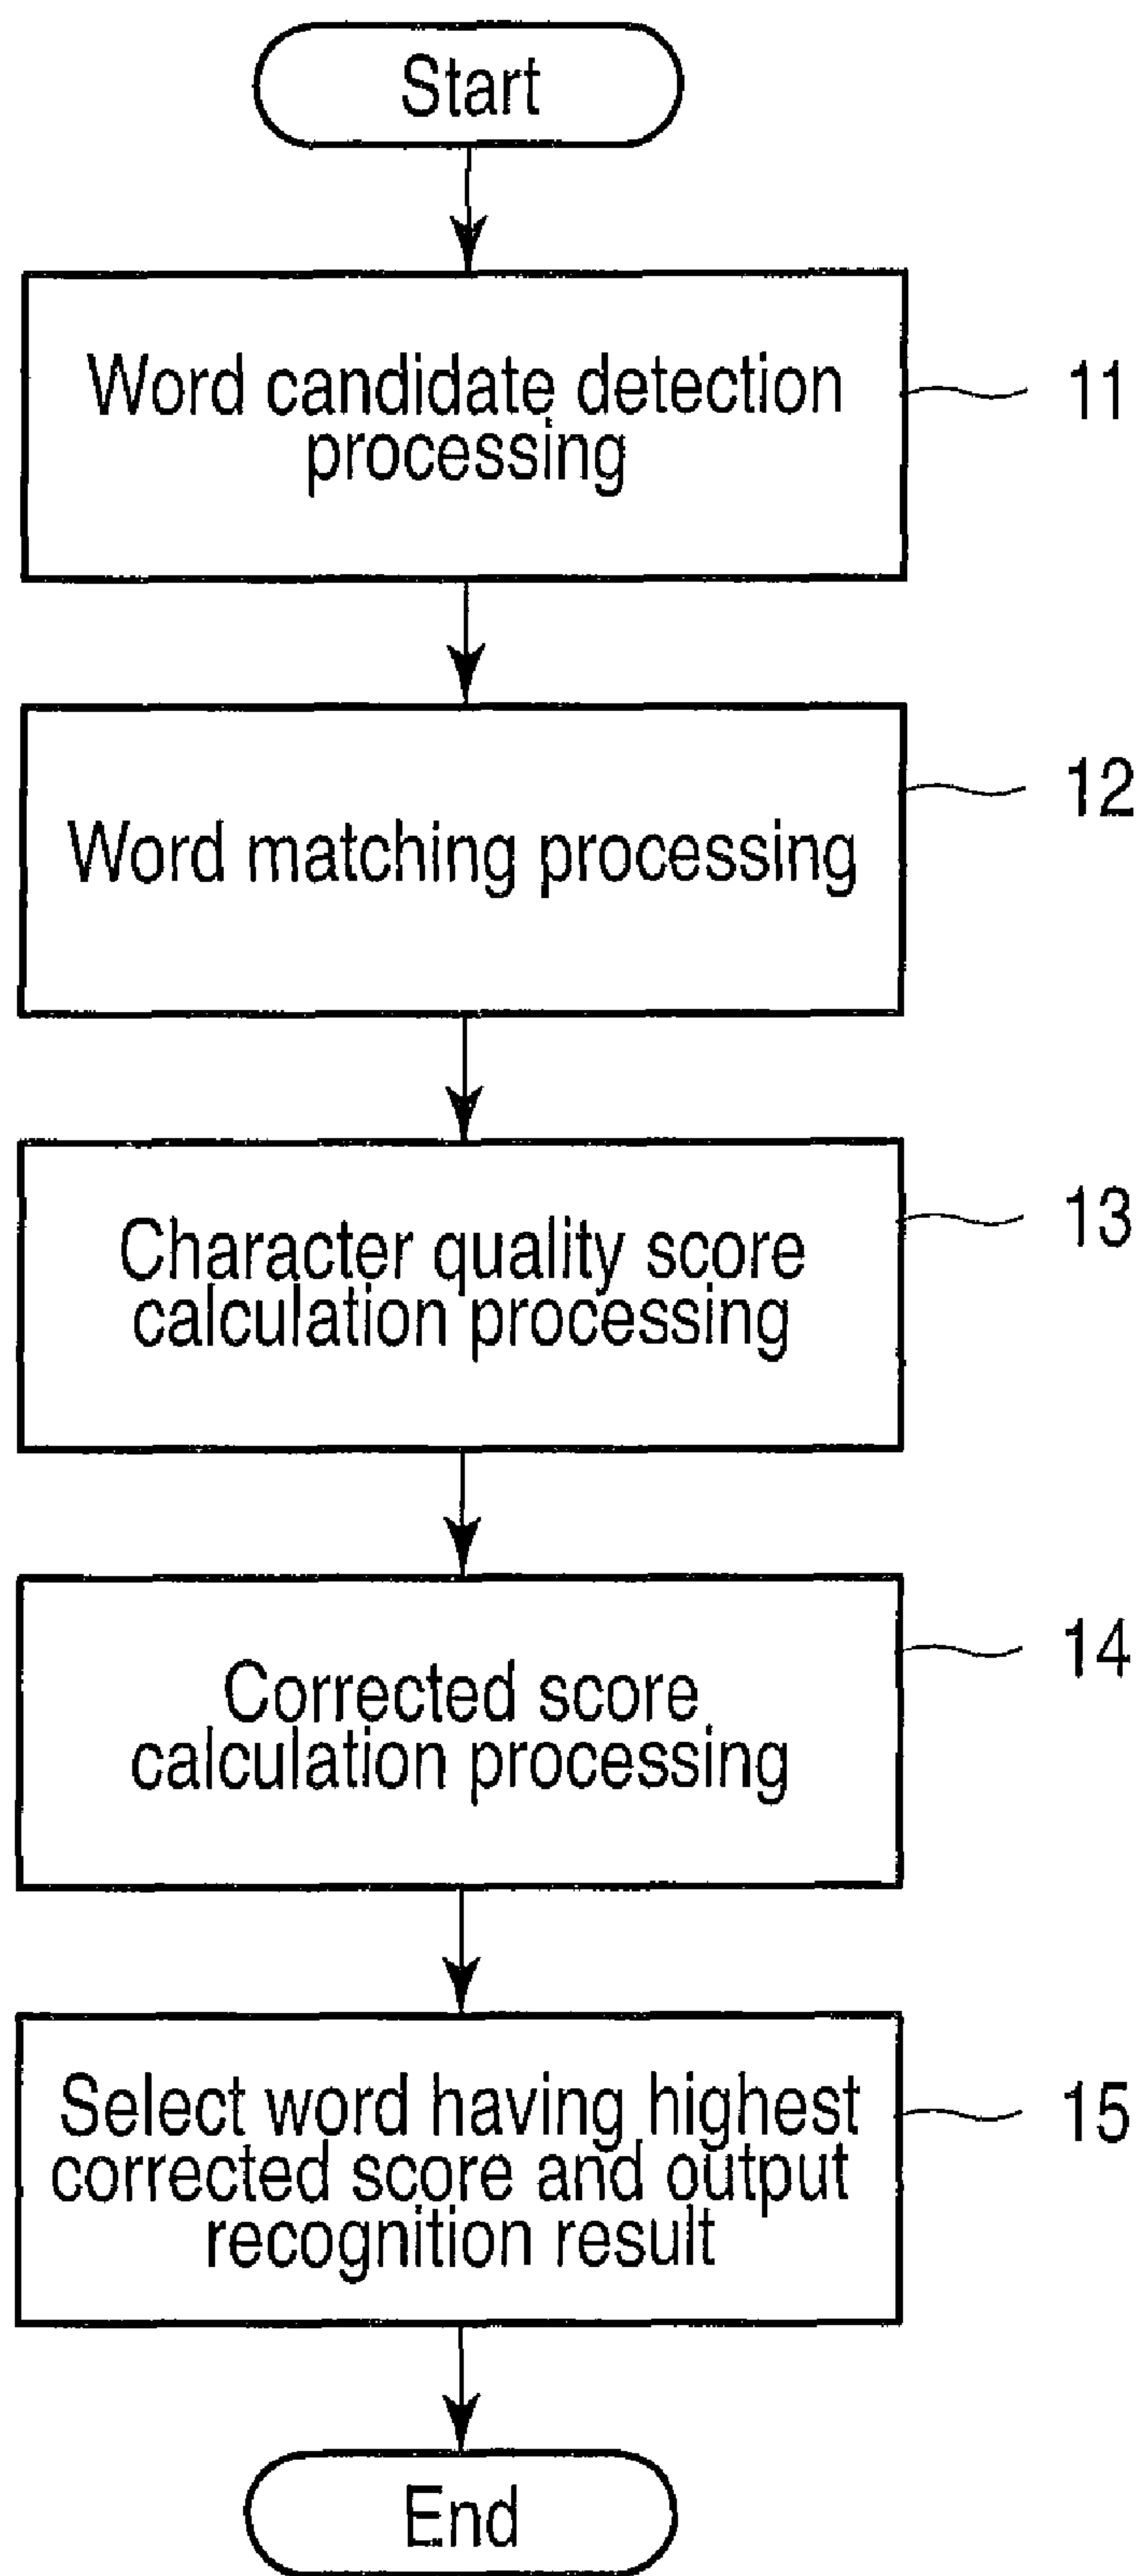 Start
Word candidate detection
processing
11
Word matching processing
12
Character quality score
calculation processing
13
Corrected score
calculation processing
14
Select word having highest
corrected score and output
recognition result
15
End